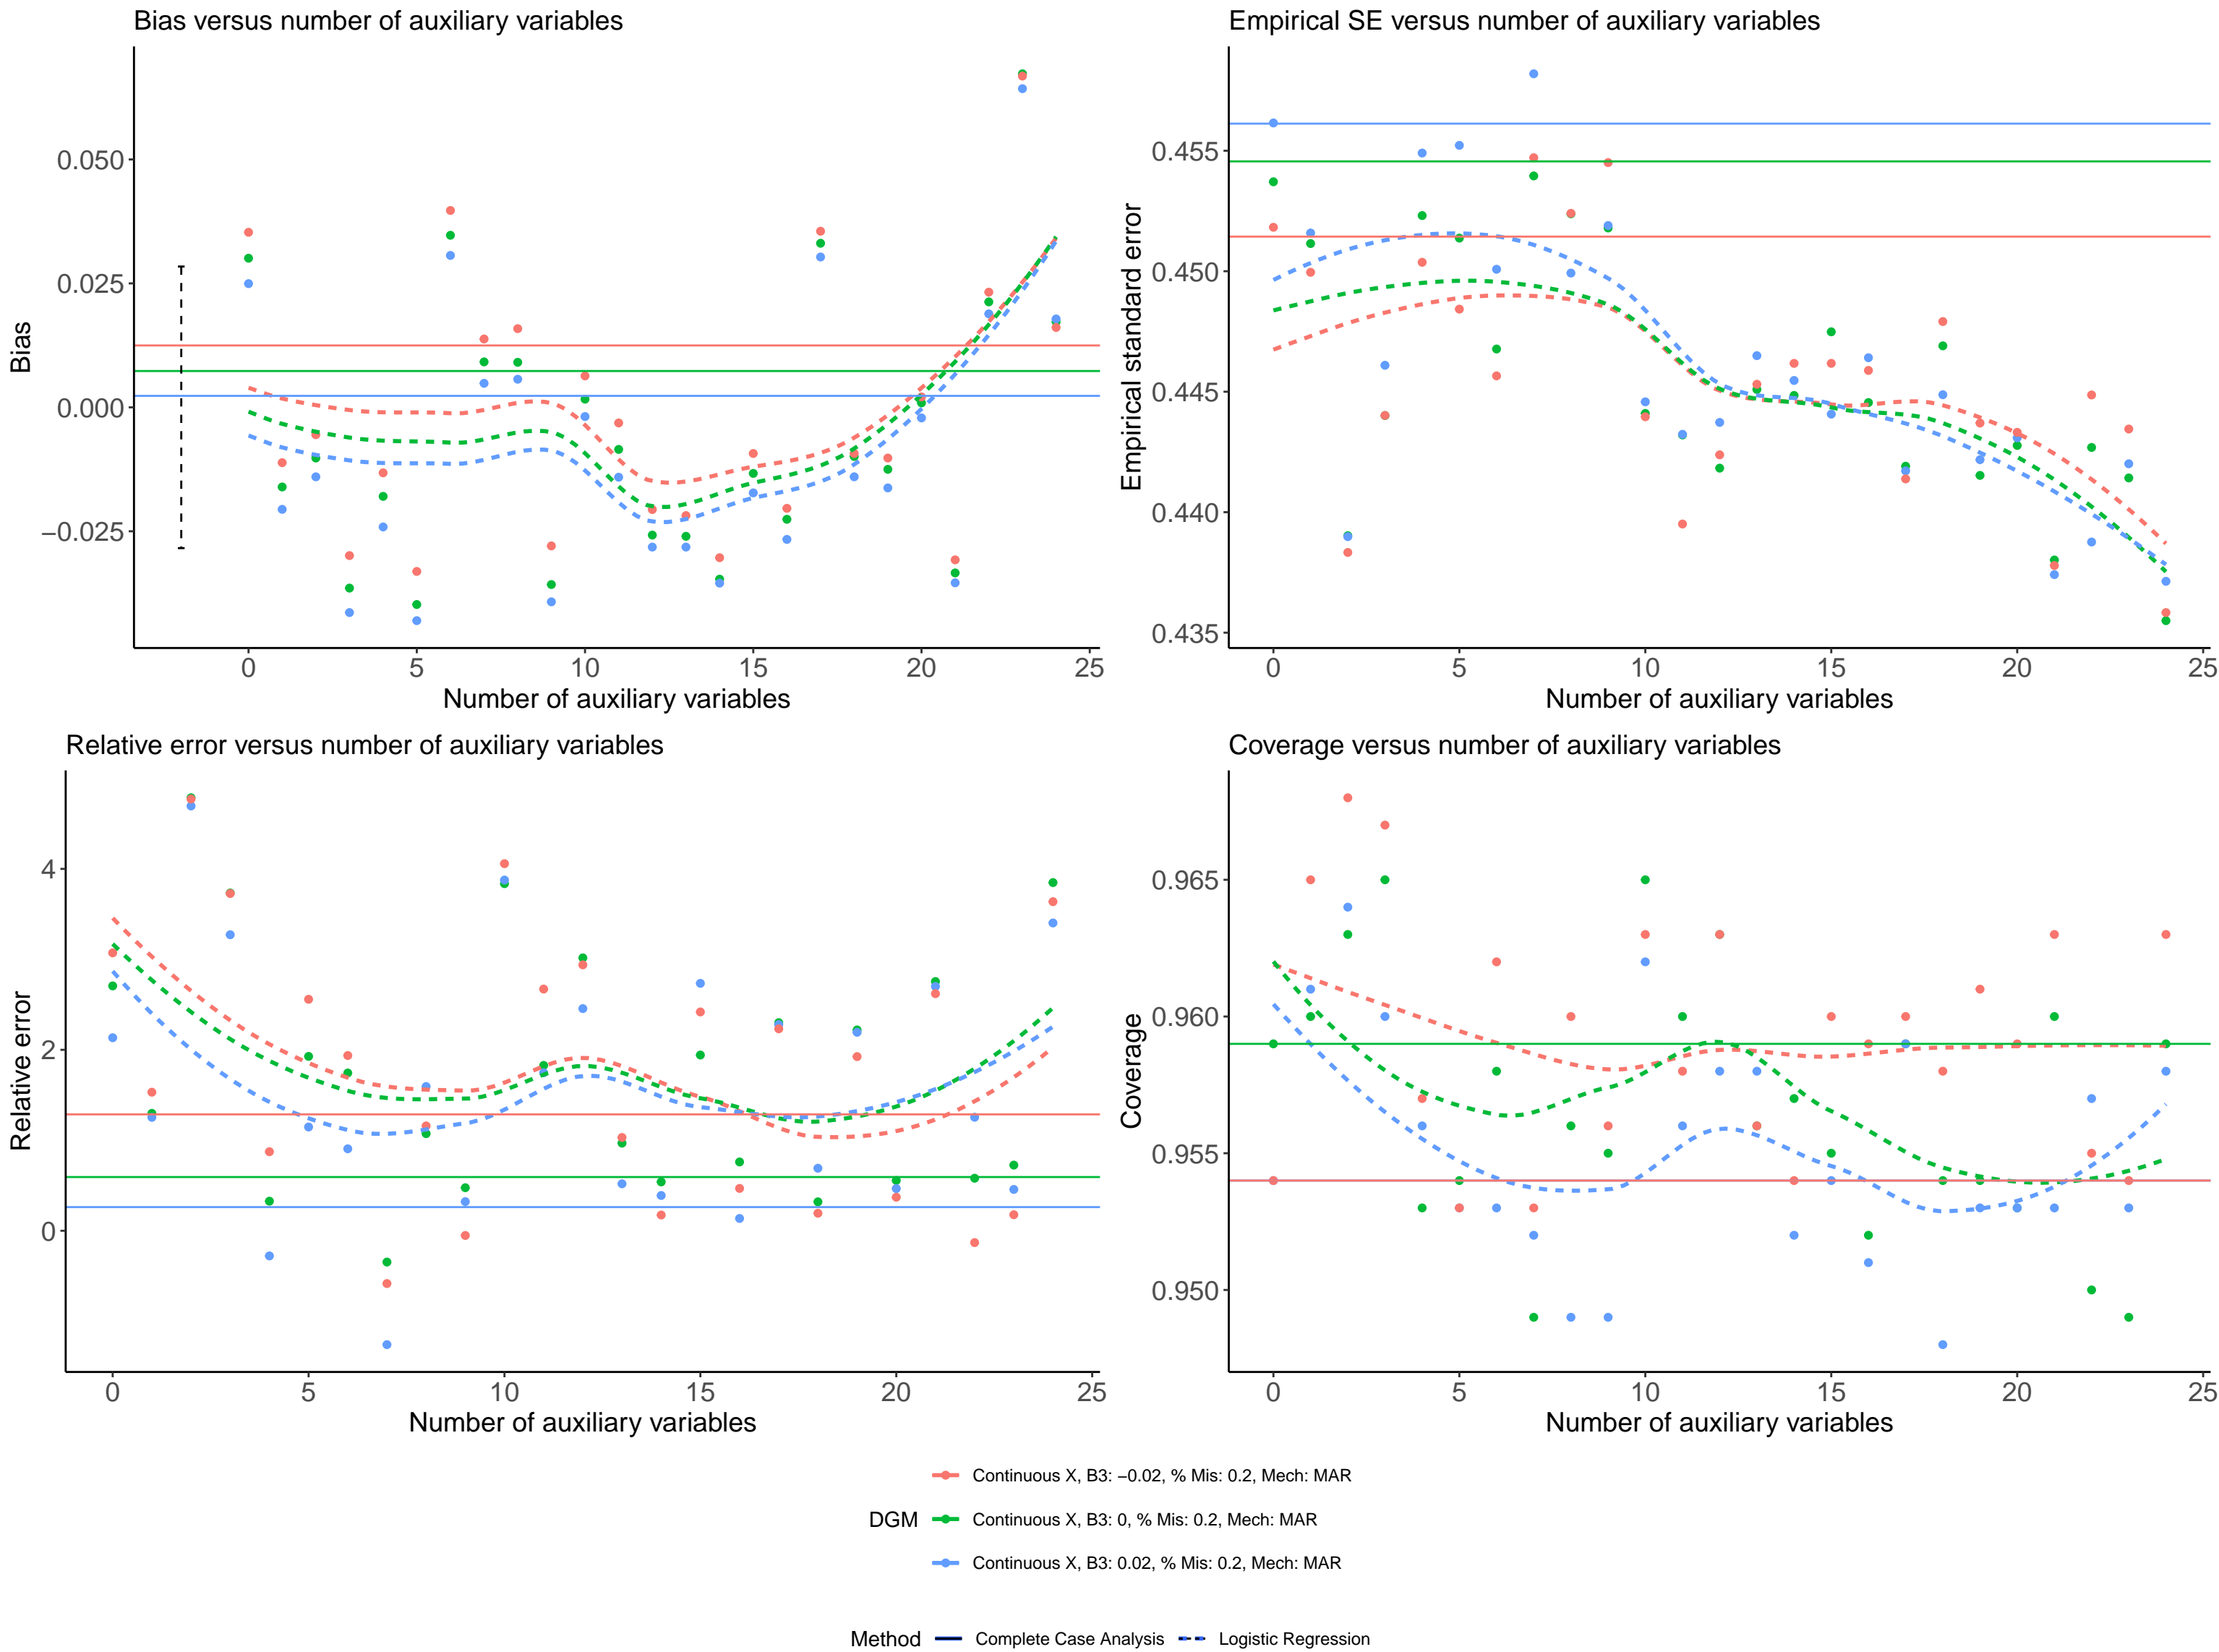 Bias versus number of auxiliary variables
Bias
0.050
0.025
0.000
−0.025
0 5 10 15 20 25
Number of auxiliary variables
Empirical SE versus number of auxiliary variables
Empirical standard error
0.455
0.450
0.445
0.440
0.435
0 5 10 15 20 25
Number of auxiliary variables
Relative error versus number of auxiliary variables
Relative error
4
2
0
0 5 10 15 20 25
Number of auxiliary variables
Coverage versus number of auxiliary variables
Coverage
0.965
0.960
0.955
0.950
0 5 10 15 20 25
Number of auxiliary variables
DGM
Continuous X, B3: −0.02, % Mis: 0.2, Mech: MAR
Continuous X, B3: 0, % Mis: 0.2, Mech: MAR
Continuous X, B3: 0.02, % Mis: 0.2, Mech: MAR
Method Complete Case Analysis Logistic Regression